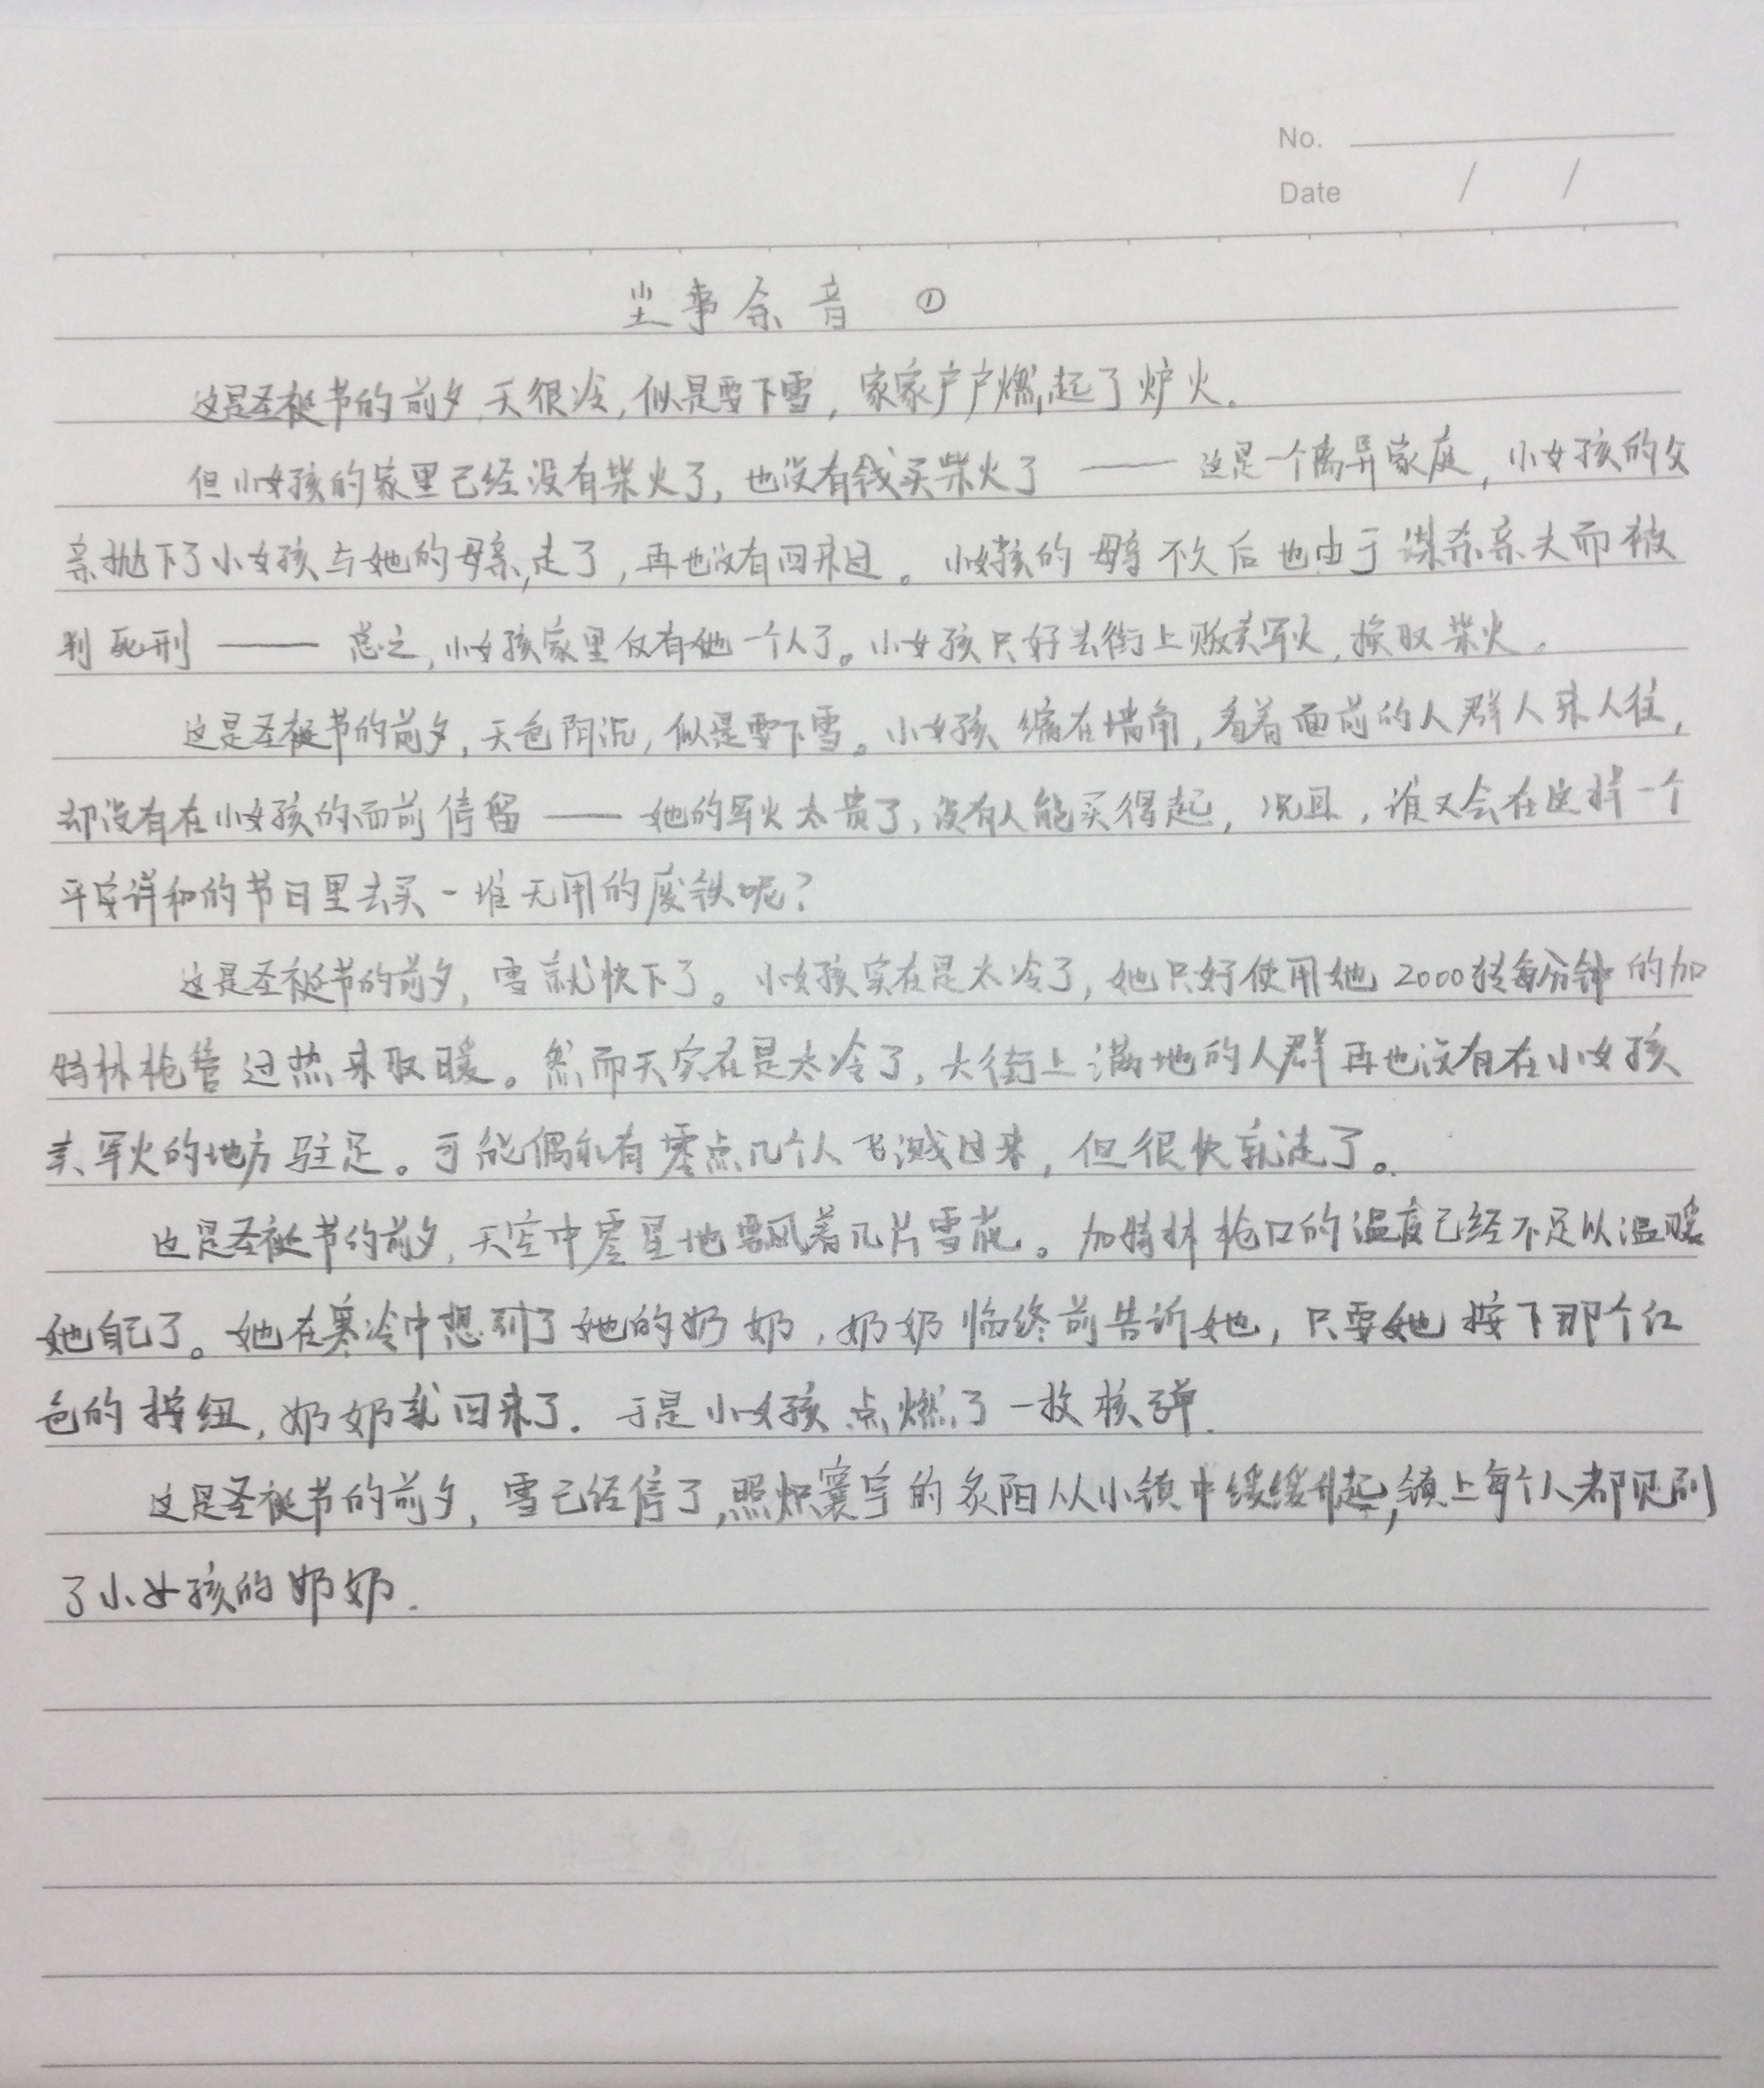 No.
Date / /
尘事余音 ①
这是圣诞节的前夕,天很冷,似是要下雪,家家户户燃起了炉火。
但小女孩的家里已经没有柴火了,也没有钱买柴火了——这是一个离异家庭,小女孩的父
亲抛下了小女孩与她的母亲,走了,再也没有回来过。小女孩的母亲不久后也由于谋杀亲夫而被
判死刑——总之,小女孩家里仅有她一个人了。小女孩只好去街上贩卖军火,换取柴火。
这是圣诞节的前夕,天色阴沉,似是要下雪。小女孩缩在墙角,看着面前的人群人来人往,
却没有在小女孩的面前停留——她的军火太贵了,没有人能买得起,况且,谁又会在这样一个
平安详和的节日里去买一堆无用的废铁呢?
这是圣诞节的前夕,雪就快下了。小女孩实在是太冷了,她只好使用她2000转每分钟的加
特林枪管过热来取暖。然而天实在是太冷了,大街上满地的人群再也没有在小女孩
卖军火的地方驻足。可能偶尔有零点几个人飞溅过来,但很快就走了。
这是圣诞节的前夕,天空中零星地飘着几片雪花。加特林枪口的温度已经不足以温暖
她自己了。她在寒冷中想到了她的奶奶,奶奶临终前告诉她,只要她按下那个红
色的按钮,奶奶就回来了。于是小女孩点燃了一枚核弹.
这是圣诞节的前夕,雪已经停了,照炽寰宇的炙阳从小镇中缓缓升起,镇上每个人都见到
了小女孩的奶奶.